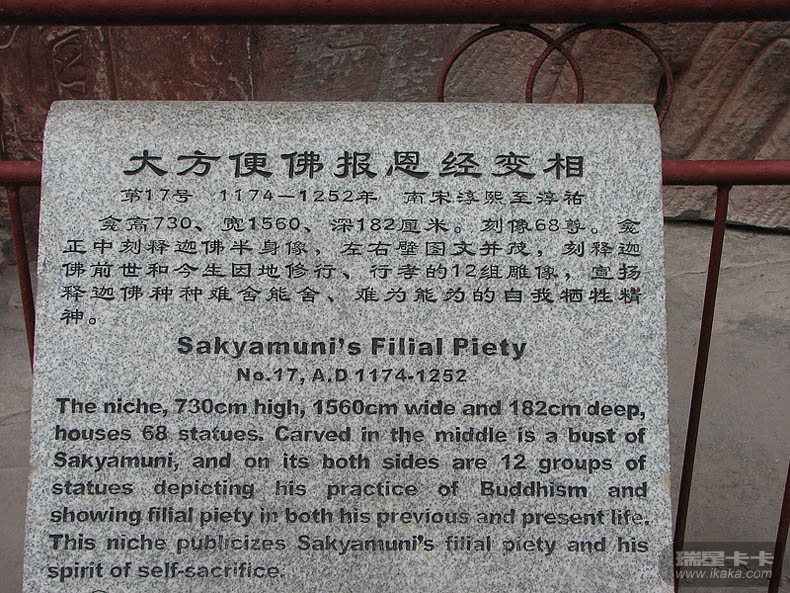 大方便佛报恩经变相
第17号 1174—1252年 南宋淳熙至淳祐
龛高730、宽1560、深182厘米。刻像68尊。龛
正中刻释迦佛半身像，左右壁图文并茂，刻释迦
佛前世和今生因地修行、行孝的12组雕像，宣扬
释迦佛种种难舍能舍、难为能为的自我牺牲精
神。
Sakyamuni's Filial Piety
No.17, A.D 1174-1252
The niche, 730cm high, 1560cm wide and 182cm deep,
houses 68 statues. Carved in the middle is a bust of
Sakyamuni, and on its both sides are 12 groups of
statues depicting his practice of Buddhism and
showing filial piety in both his previous and present life.
This niche publicizes Sakyamuni's filial piety and his
spirit of self-sacrifice.
瑞星卡卡
www.ikaka.com